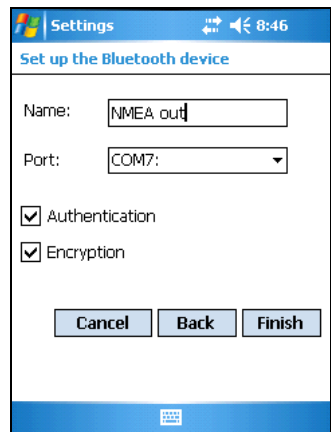 Settings 8:46
Set up the Bluetooth device
Name: NMEA out
Port: COM7:
Authentication
Encryption
Cancel Back Finish